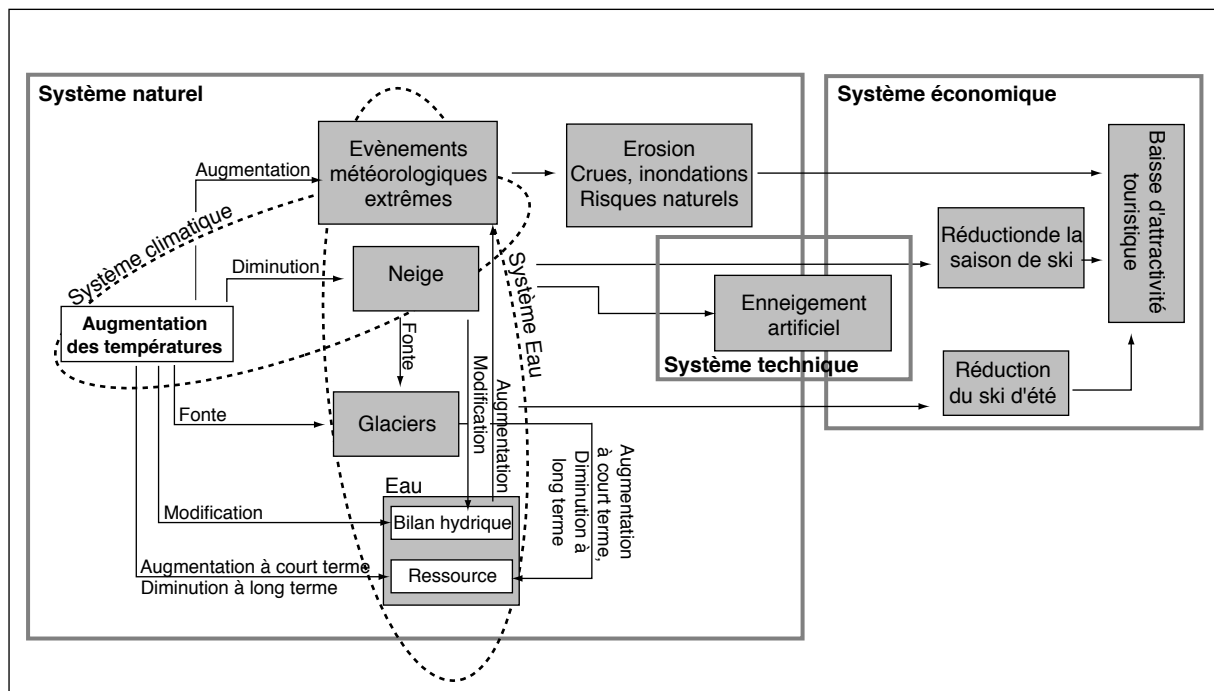 Système naturel
Système économique
Evènements
météorologiques
extrêmes
Erosion
Crues, inondations
Risques naturels
Baisse d'attractivité
touristique
Augmentation
Système climatique
Diminution
Neige
Système Eau
Réductionde la
saison de ski
Enneigement
artificiel
Système technique
Augmentation
des températures
Fonte
Modification
Augmentation
Réduction
du ski d'été
Fonte
Glaciers
Augmentation
à court terme,
Diminution à
long terme
Eau
Modification
Bilan hydrique
Augmentation à court terme
Diminution à long terme
Ressource